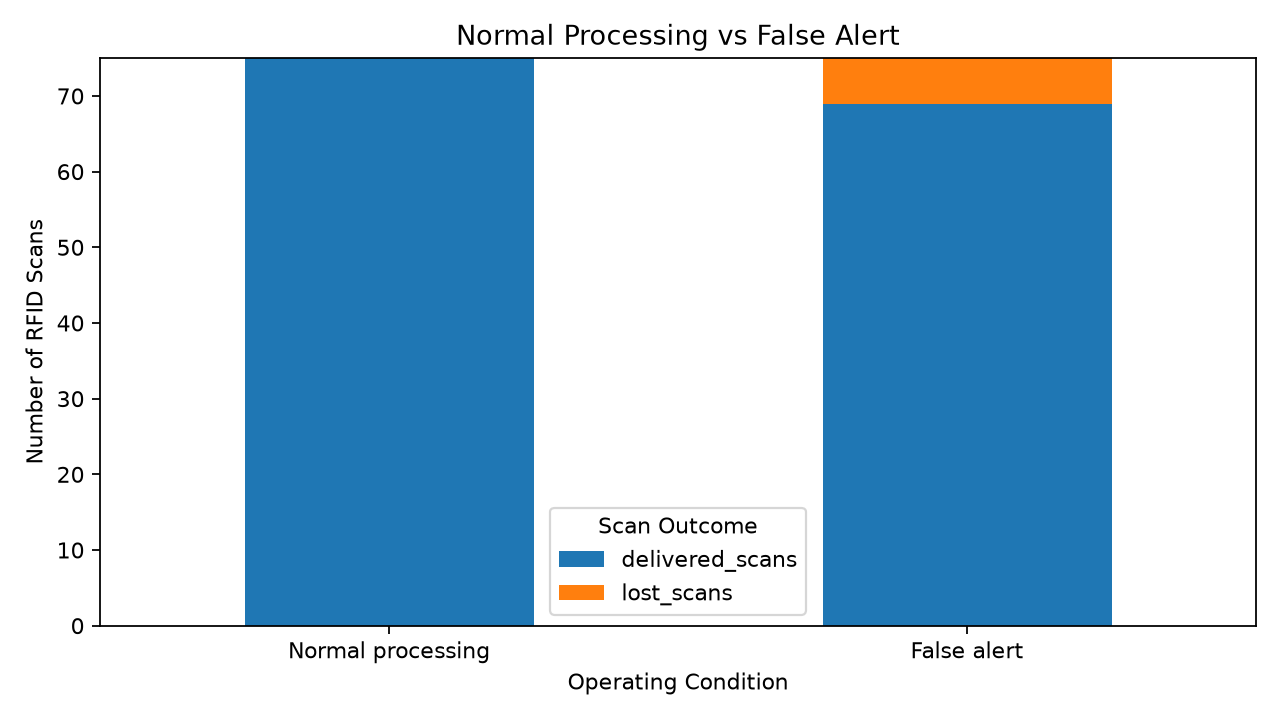 Normal Processing vs False Alert
Number of RFID Scans
70
60
50
40
30
20
10
0
Scan Outcome
delivered_scans
lost_scans
Normal processing
False alert
Operating Condition